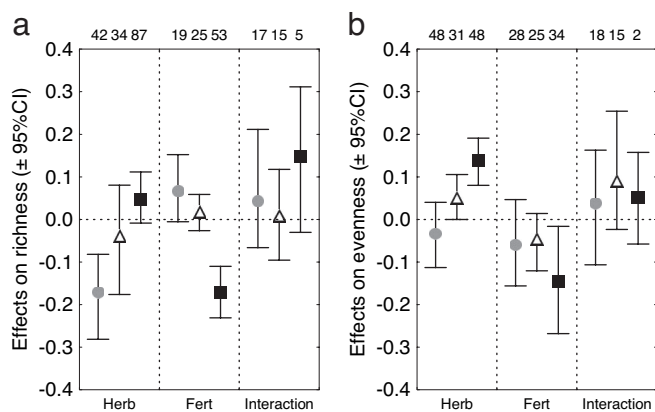 a
42 34 87 19 25 53 17 15 5
Effects on richness (± 95%CI)
0.4
0.3
0.2
0.1
0.0
-0.1
-0.2
-0.3
-0.4
Herb Fert Interaction
b
48 31 48 28 25 34 18 15 2
Effects on evenness (± 95%CI)
0.4
0.3
0.2
0.1
0.0
-0.1
-0.2
-0.3
-0.4
Herb Fert Interaction